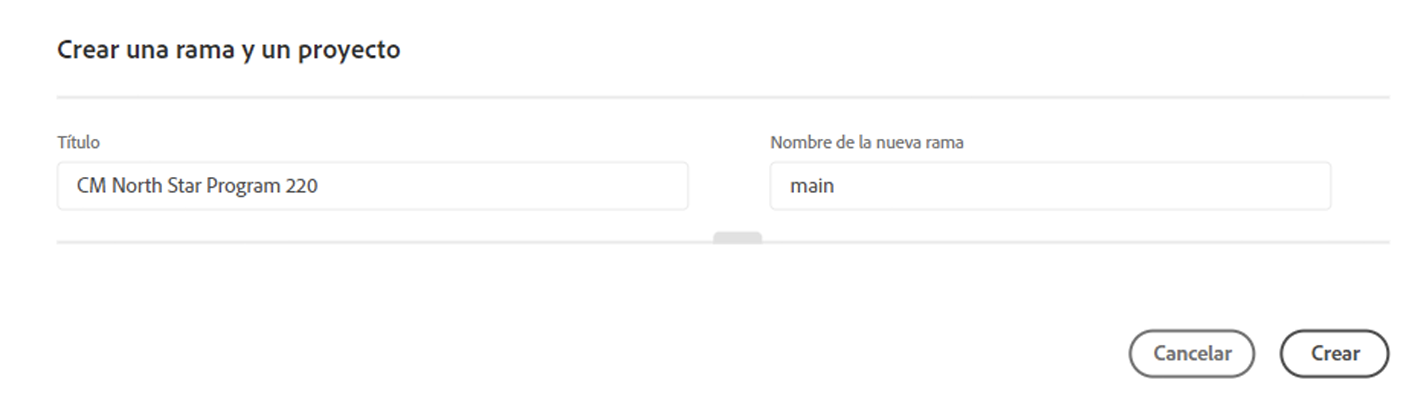 Crear una rama y un proyecto
Título
Nombre de la nueva rama
CM North Star Program 220
main
Cancelar
Crear